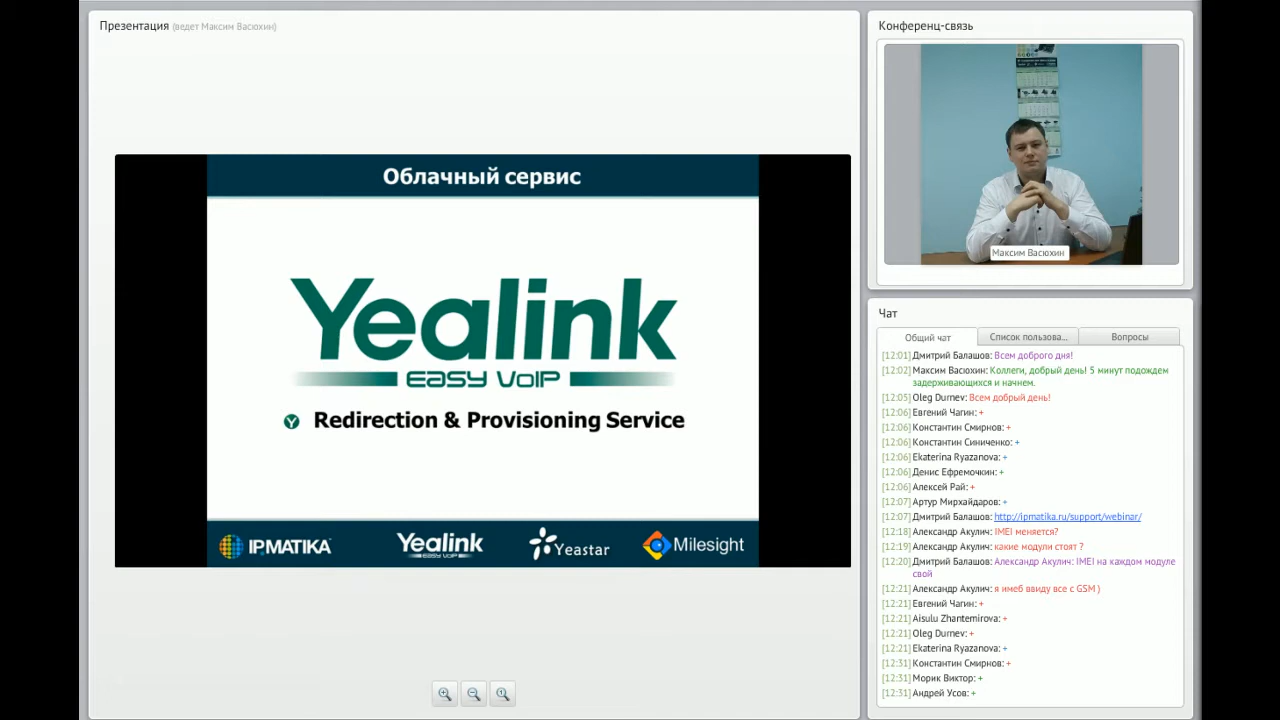 Презентация (ведет Максим Васюхин)
Облачный сервис
Yealink
EASY VoIP
Redirection & Provisioning Service
IPMATIKA
Yealink
EASY VoIP
Yeastar
Milesight
Конференц-связь
Максим Васюхин
Чат
Общий чат
Список пользова...
Вопросы
[12:01] Дмитрий Балашов: Всем доброго дня!
[12:02] Максим Васюхин: Коллеги, добрый день! 5 минут подождем
задерживающихся и начнем.
[12:05] Oleg Durnev: Всем добрый день!
[12:06] Евгений Чагин: +
[12:06] Константин Смирнов: +
[12:06] Константин Синиченко: +
[12:06] Ekaterina Ryazanova: +
[12:06] Денис Ефремочкин: +
[12:06] Алексей Рай: +
[12:07] Артур Мирхайдаров: +
[12:07] Дмитрий Балашов: http://ipmatika.ru/support/webinar/
[12:18] Александр Акулич: IMEI меняется?
[12:19] Александр Акулич: какие модули стоят ?
[12:20] Дмитрий Балашов: Александр Акулич: IMEI на каждом модуле
свой
[12:21] Александр Акулич: я имеб ввиду все с GSM )
[12:21] Евгений Чагин: +
[12:21] Aisulu Zhantemirova: +
[12:21] Oleg Durnev: +
[12:21] Ekaterina Ryazanova: +
[12:31] Константин Смирнов: +
[12:31] Морик Виктор: +
[12:31] Андрей Усов: +